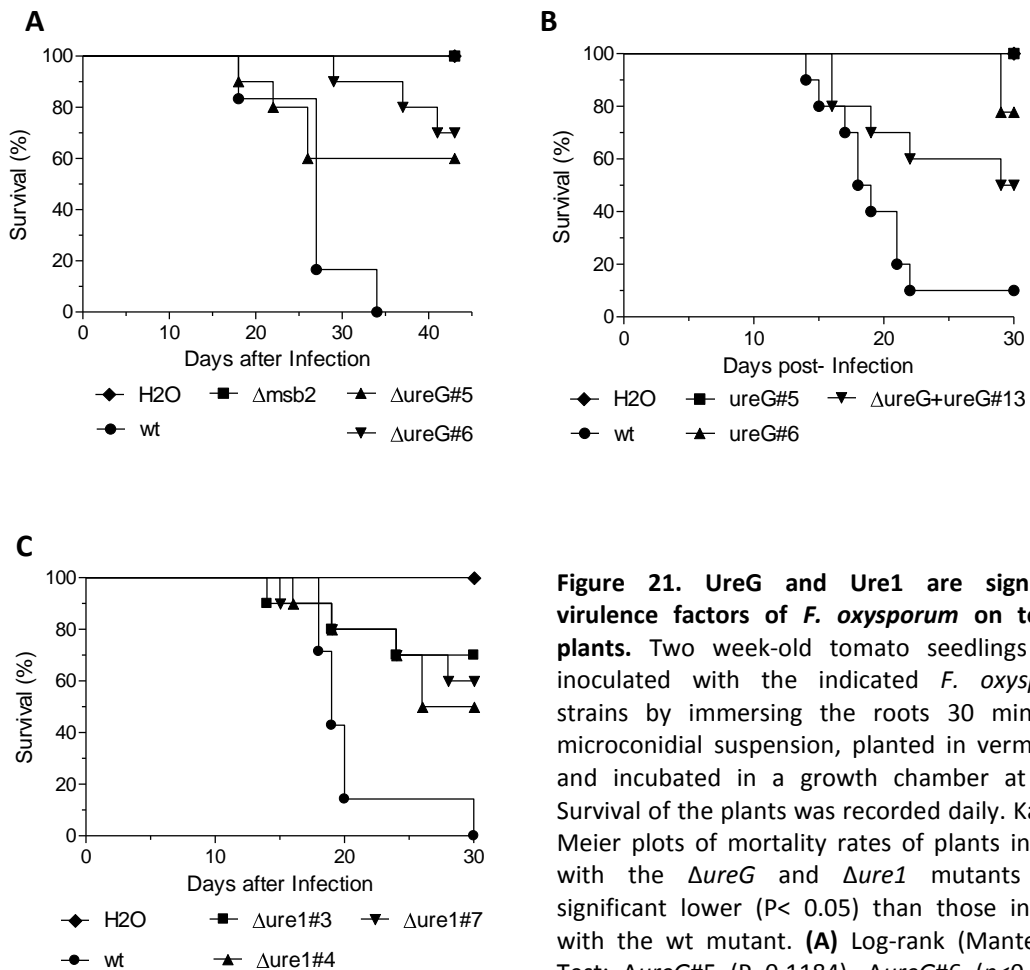 A
Survival (%)
100
80
60
40
20
0
0 10 20 30 40
Days after Infection
H2O Δmsb2 ΔureG#5
wt ΔureG#6
B
Survival (%)
100
80
60
40
20
0
0 10 20 30
Days post- Infection
H2O ureG#5 ΔureG+ureG#13
wt ureG#6
C
Survival (%)
100
80
60
40
20
0
0 10 20 30
Days after Infection
H2O Δure1#3 Δure1#7
wt Δure1#4
Figure 21. UreG and Ure1 are sign
virulence factors of F. oxysporum on to
plants. Two week-old tomato seedlings
inoculated with the indicated F. oxysp
strains by immersing the roots 30 min
microconidial suspension, planted in verm
and incubated in a growth chamber at
Survival of the plants was recorded daily. Ka
Meier plots of mortality rates of plants in
with the ΔureG and Δure1 mutants
significant lower (P< 0.05) than those in
with the wt mutant. (A) Log-rank (Mante